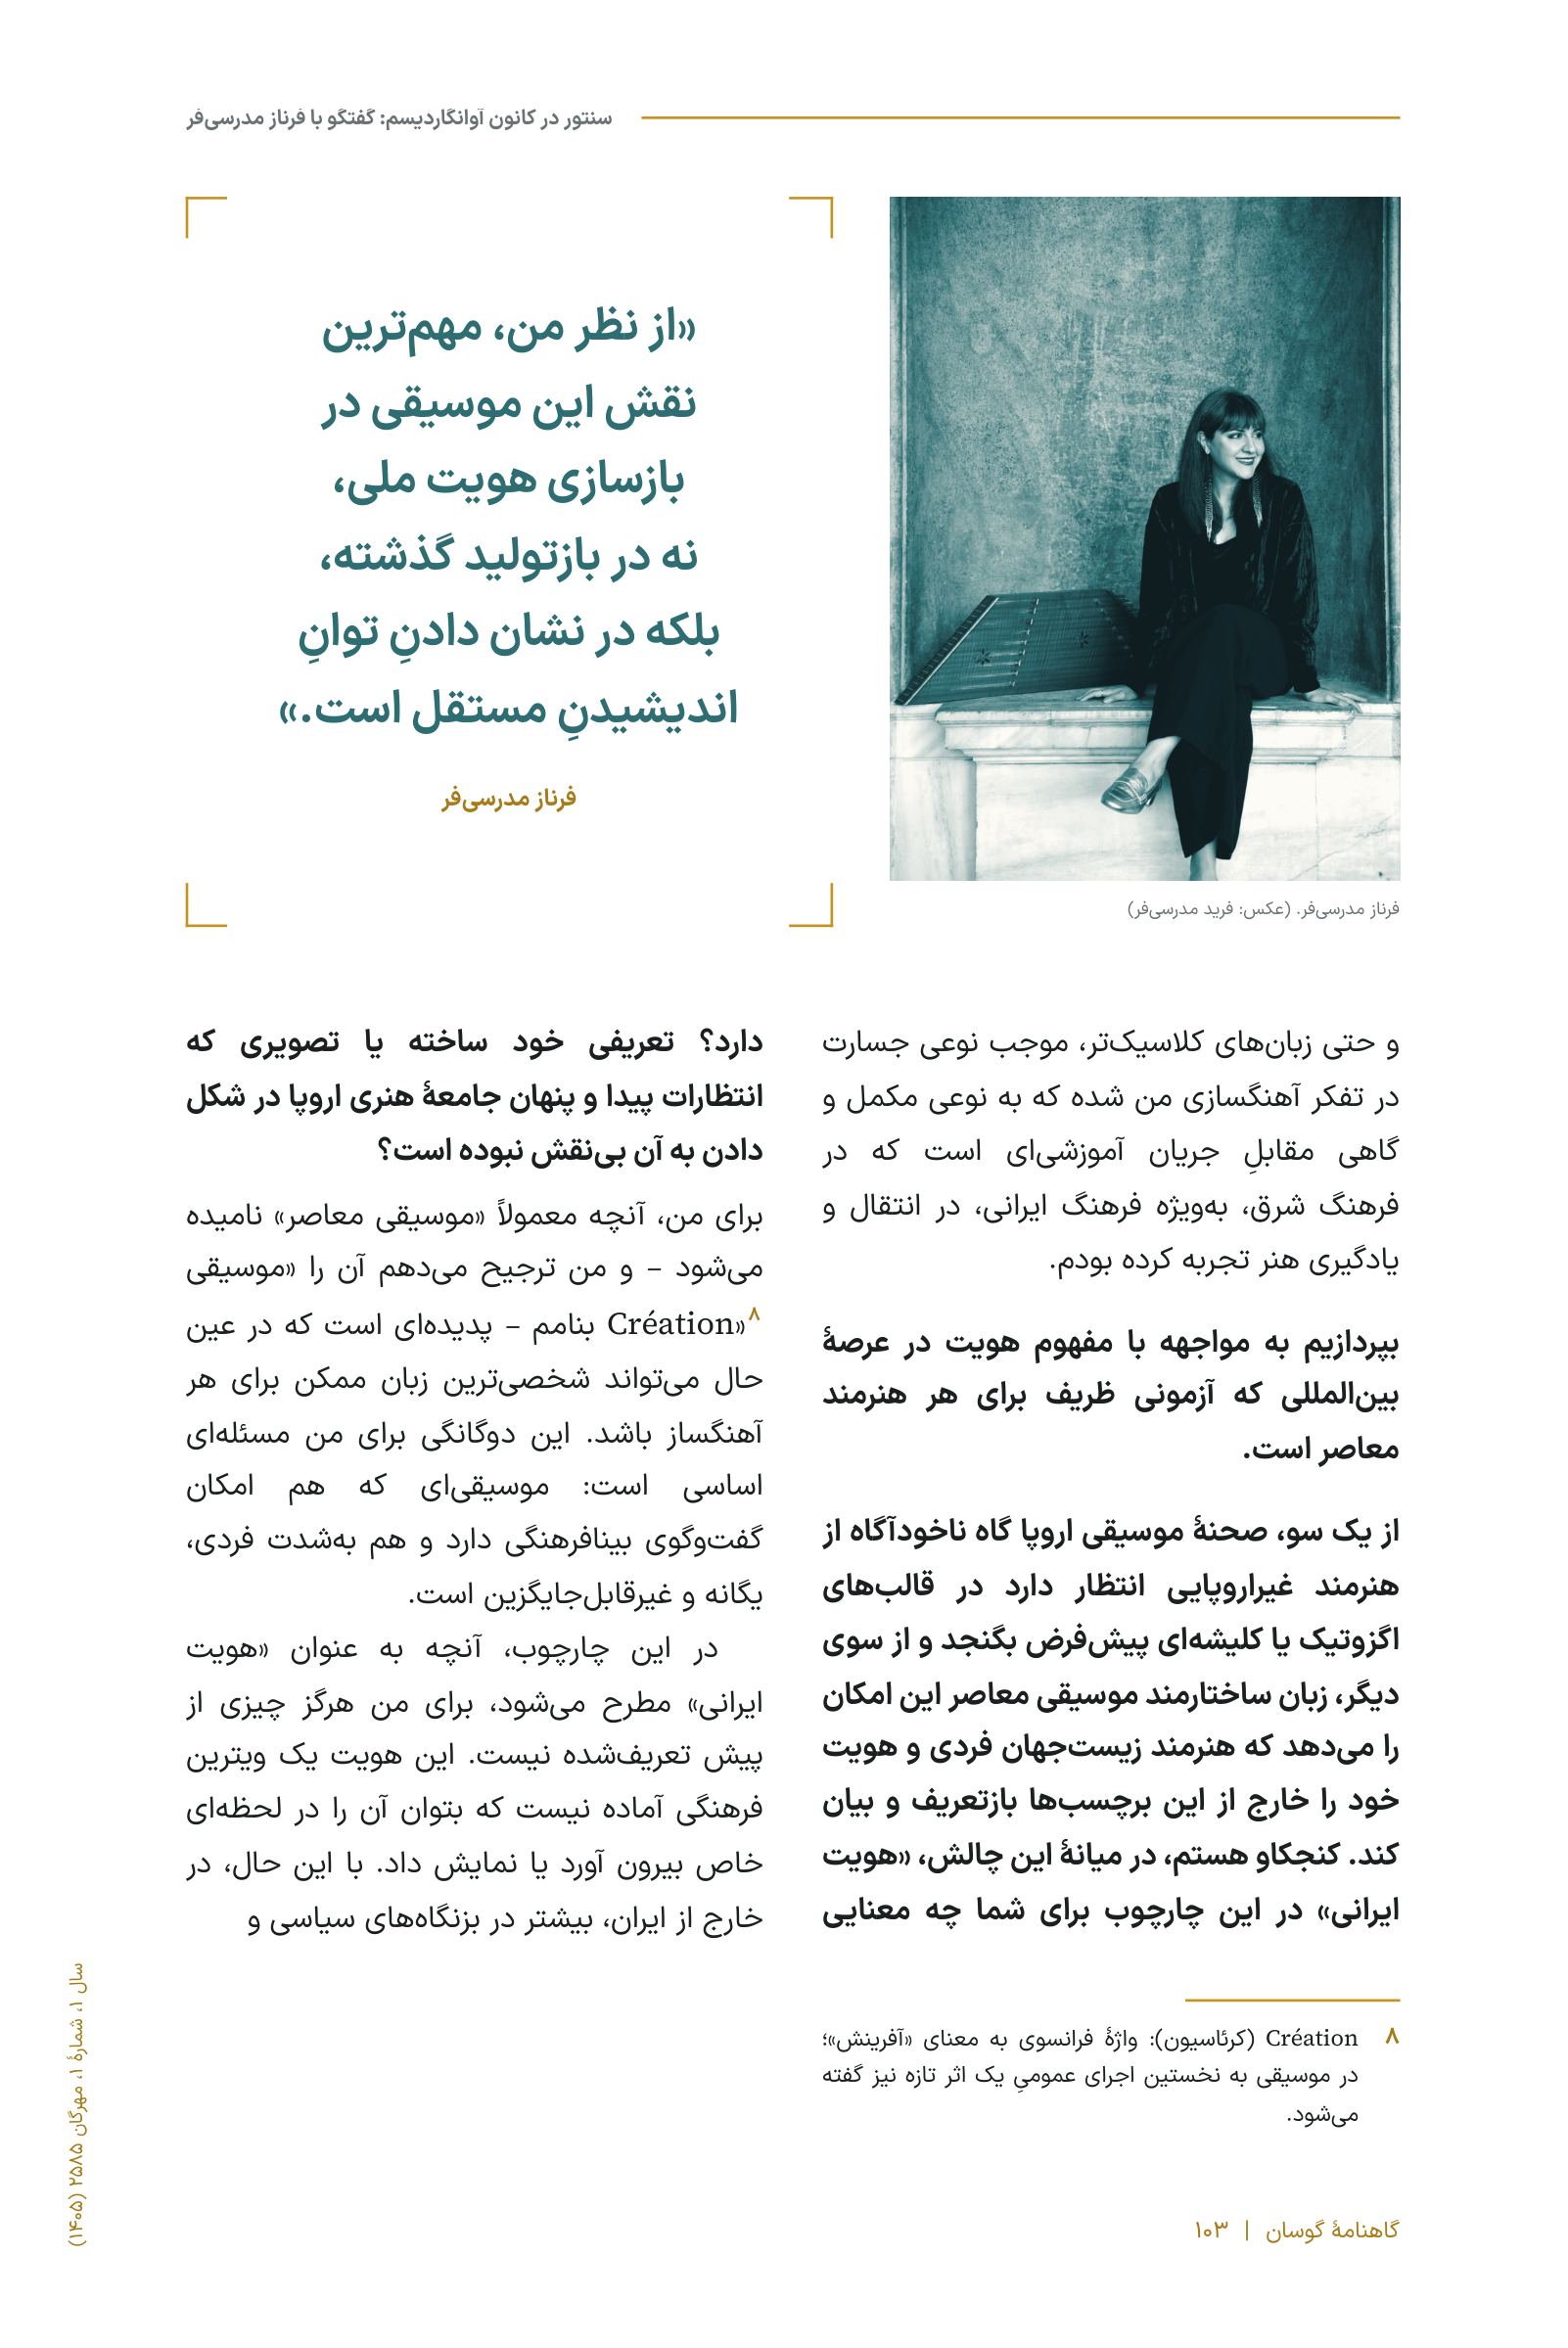 سنتور در کانون آوانگاردیسم: گفتگو با فرناز مدرسی‌فر
«از نظر من، مهم‌ترین
نقش این موسیقی در
بازسازی هویت ملی،
نه در بازتولید گذشته،
بلکه در نشان دادنِ توانِ
اندیشیدنِ مستقل است.»
فرناز مدرسی‌فر
فرناز مدرسی‌فر. (عکس: فرید مدرسی‌فر)
و حتی زبان‌های کلاسیک‌تر، موجب نوعی جسارت
در تفکر آهنگسازی من شده که به نوعی مکمل و
گاهی مقابلِ جریان آموزشی‌ای است که در
فرهنگ شرق، به‌ویژه فرهنگ ایرانی، در انتقال و
یادگیری هنر تجربه کرده بودم.
بپردازیم به مواجهه با مفهوم هویت در عرصهٔ
بین‌المللی که آزمونی ظریف برای هر هنرمند
معاصر است.
از یک سو، صحنهٔ موسیقی اروپا گاه ناخودآگاه از
هنرمند غیراروپایی انتظار دارد در قالب‌های
اگزوتیک یا کلیشه‌ای پیش‌فرض بگنجد و از سوی
دیگر، زبان ساختارمند موسیقی معاصر این امکان
را می‌دهد که هنرمند زیست‌جهان فردی و هویت
خود را خارج از این برچسب‌ها بازتعریف و بیان
کند. کنجکاو هستم، در میانهٔ این چالش، «هویت
ایرانی» در این چارچوب برای شما چه معنایی
دارد؟ تعریفی خود ساخته یا تصویری که
انتظارات پیدا و پنهان جامعهٔ هنری اروپا در شکل
دادن به آن بی‌نقش نبوده است؟
برای من، آنچه معمولاً «موسیقی معاصر» نامیده
می‌شود – و من ترجیح می‌دهم آن را «موسیقی
Création»۸ بنامم – پدیده‌ای است که در عین
حال می‌تواند شخصی‌ترین زبان ممکن برای هر
آهنگساز باشد. این دوگانگی برای من مسئله‌ای
اساسی است: موسیقی‌ای که هم امکان
گفت‌وگوی بینافرهنگی دارد و هم به‌شدت فردی،
یگانه و غیرقابل‌جایگزین است.
در این چارچوب، آنچه به عنوان «هویت
ایرانی» مطرح می‌شود، برای من هرگز چیزی از
پیش تعریف‌شده نیست. این هویت یک ویترین
فرهنگی آماده نیست که بتوان آن را در لحظه‌ای
خاص بیرون آورد یا نمایش داد. با این حال، در
خارج از ایران، بیشتر در بزنگاه‌های سیاسی و
۸ Création (کرئاسیون): واژهٔ فرانسوی به معنای «آفرینش»؛
در موسیقی به نخستین اجرای عمومیِ یک اثر تازه نیز گفته
می‌شود.
گاهنامهٔ گوسان | ۱۰۳
سال ۱، شمارهٔ ۱، مهرگان ۲۵۸۵ (۱۴۰۵)